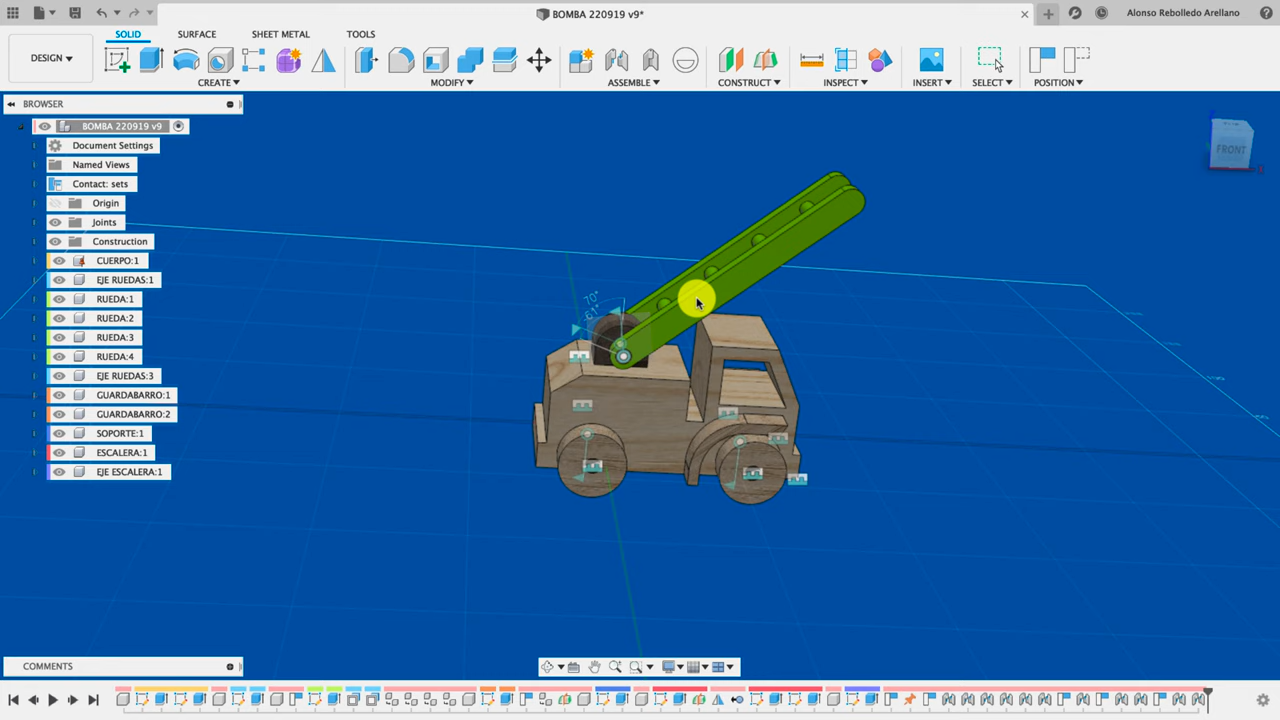 BOMBA 220919 v9*
Alonso Rebolledo Arellano
DESIGN
SOLID
SURFACE
SHEET METAL
TOOLS
CREATE
MODIFY
ASSEMBLE
CONSTRUCT
INSPECT
INSERT
SELECT
POSITION
BROWSER
BOMBA 220919 v9
Document Settings
Named Views
Contact: sets
Origin
Joints
Construction
CUERPO:1
EJE RUEDAS:1
RUEDA:1
RUEDA:2
RUEDA:3
RUEDA:4
EJE RUEDAS:3
GUARDABARRO:1
GUARDABARRO:2
SOPORTE:1
ESCALERA:1
EJE ESCALERA:1
FRONT
70°
COMMENTS